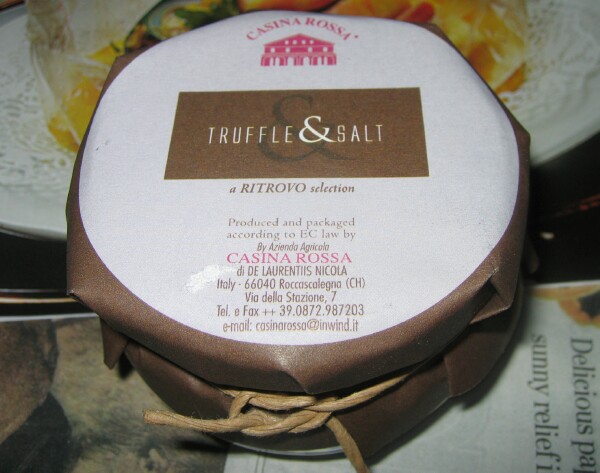 CASINA ROSSA
TRUFFLE & SALT
a RITROVO selection
Produced and packaged
according to EC law by
By Azienda Agricola
CASINA ROSSA
di DE LAURENTIIS NICOLA
Italy - 66040 Roccascalegna (CH)
Via della Stazione, 7
Tel. e Fax ++ 39.0872.987203
e-mail: casinarossa@inwind.it
Delicious
sunny relief